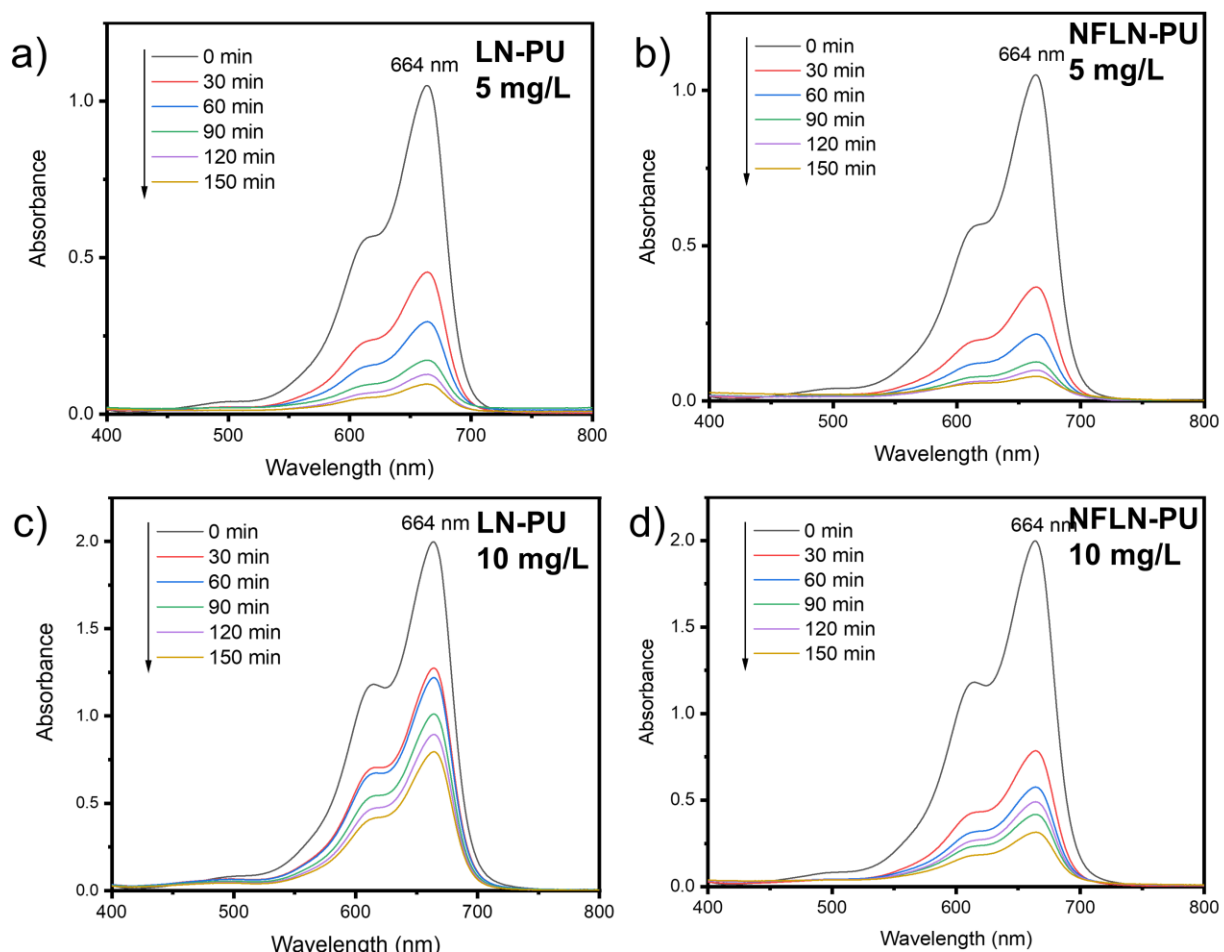 a)
LN-PU
5 mg/L
664 nm
0 min
30 min
60 min
90 min
120 min
150 min
1.0
0.5
0.0
Absorbance
400
500
600
700
800
Wavelength (nm)
b)
NFLN-PU
5 mg/L
664 nm
0 min
30 min
60 min
90 min
120 min
150 min
1.0
0.5
0.0
Absorbance
400
500
600
700
800
Wavelength (nm)
c)
LN-PU
10 mg/L
664 nm
0 min
30 min
60 min
90 min
120 min
150 min
2.0
1.5
1.0
0.5
0.0
Absorbance
400
500
600
700
800
Wavelength (nm)
d)
NFLN-PU
10 mg/L
664 nm
0 min
30 min
60 min
90 min
120 min
150 min
2.0
1.5
1.0
0.5
0.0
Absorbance
400
500
600
700
800
Wavelength (nm)